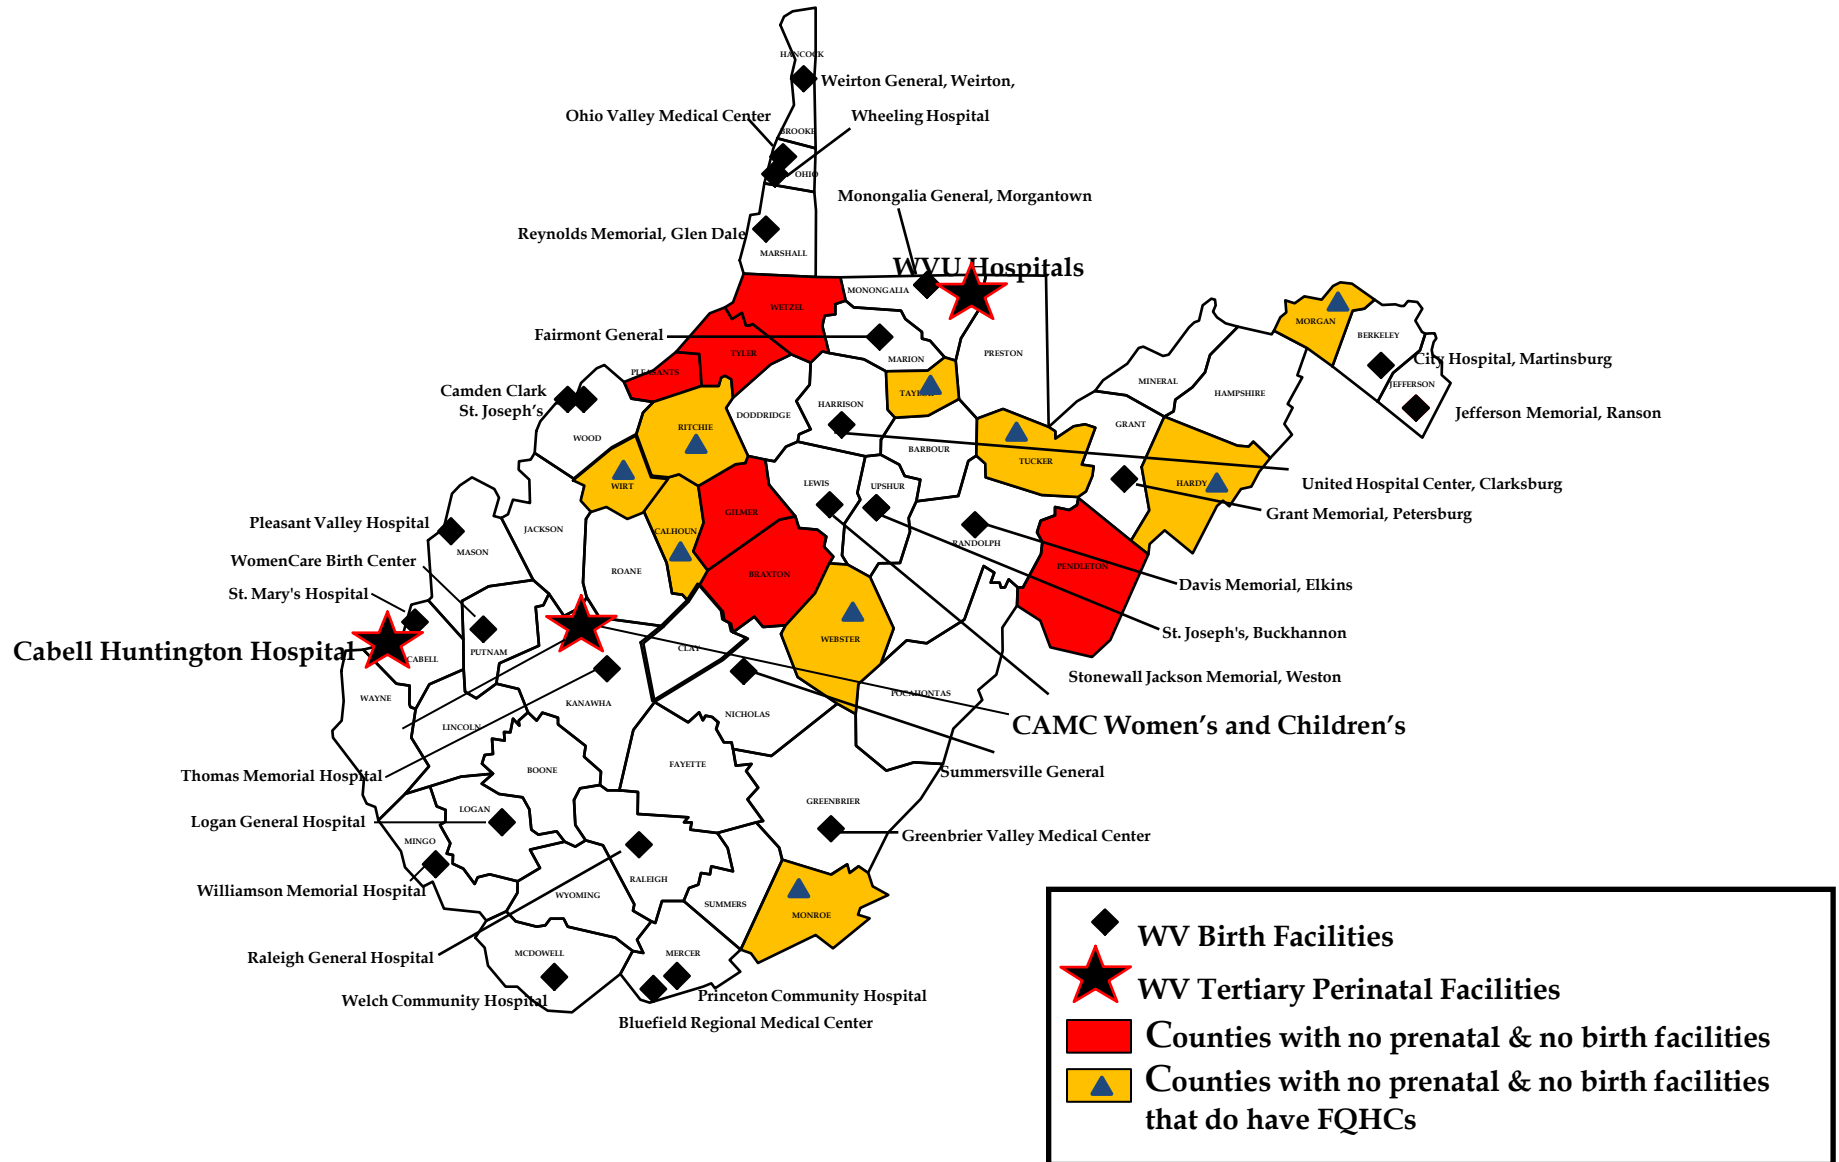 HANCOCK
Weirton General, Weirton,
Ohio Valley Medical Center
Wheeling Hospital
BROOKE
OHIO
Monongalia General, Morgantown
Reynolds Memorial, Glen Dale
MARSHALL
WVU Hospitals
MONONGALIA
WETZEL
MORGAN
Fairmont General
BERKELEY
TYLER
MARION
PRESTON
City Hospital, Martinsburg
PLEASANTS
MINERAL
JEFFERSON
Camden Clark
St. Joseph's
TAYLOR
HAMPSHIRE
HARRISON
Jefferson Memorial, Ranson
DODDRIDGE
RITCHIE
GRANT
WOOD
BARBOUR
TUCKER
WIRT
LEWIS
UPSHUR
HARDY
United Hospital Center, Clarksburg
GILMER
Grant Memorial, Petersburg
Pleasant Valley Hospital
JACKSON
CALHOUN
MASON
RANDOLPH
WomenCare Birth Center
ROANE
BRAXTON
PENDLETON
Davis Memorial, Elkins
St. Mary's Hospital
St. Joseph's, Buckhannon
WEBSTER
Cabell Huntington Hospital
CABELL
PUTNAM
CLAY
Stonewall Jackson Memorial, Weston
WAYNE
KANAWHA
POCAHONTAS
NICHOLAS
CAMC Women's and Children's
LINCOLN
FAYETTE
BOONE
Summersville General
Thomas Memorial Hospital
GREENBRIER
LOGAN
Logan General Hospital
Greenbrier Valley Medical Center
MINGO
RALEIGH
Williamson Memorial Hospital
WYOMING
SUMMERS
MONROE
WV Birth Facilities
MCDOWELL
MERCER
Raleigh General Hospital
WV Tertiary Perinatal Facilities
Princeton Community Hospital
Welch Community Hospital
Bluefield Regional Medical Center
Counties with no prenatal & no birth facilities
Counties with no prenatal & no birth facilities
that do have FQHCs